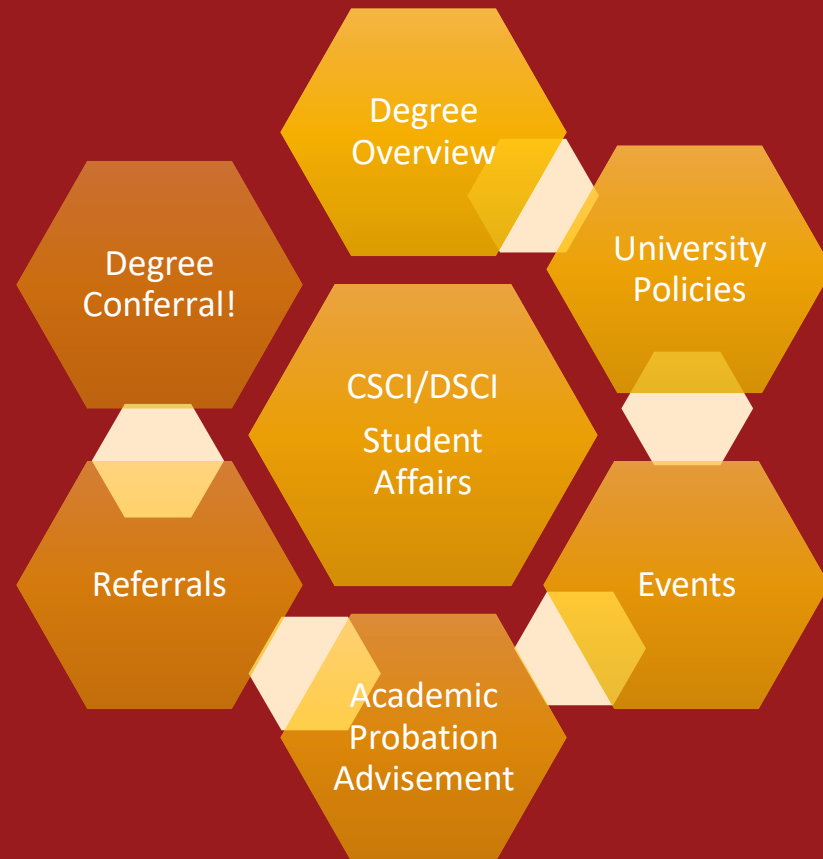 Degree
Overview
University
Policies
Degree
Conferral!
CSCI/DSCI
Student
Affairs
Referrals
Events
Academic
Probation
Advisement